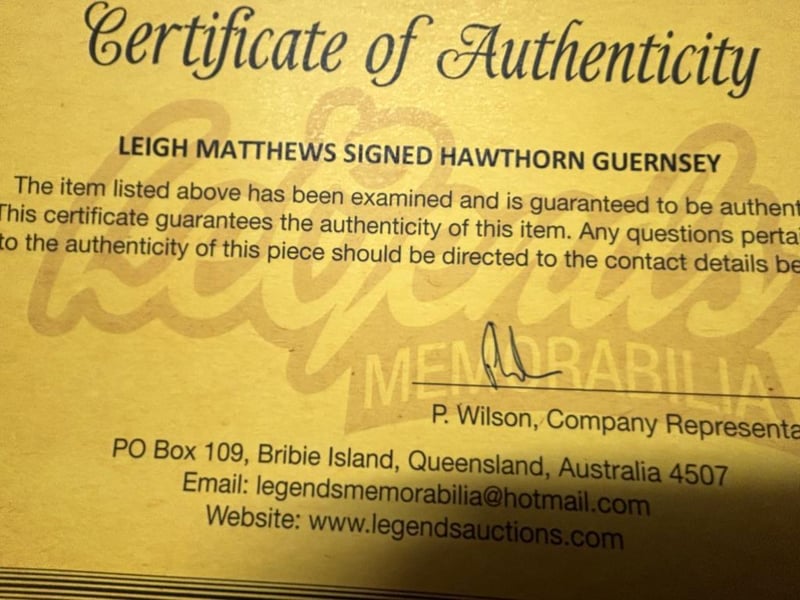 Certificate of Authenticity
LEIGH MATTHEWS SIGNED HAWTHORN GUERNSEY
The item listed above has been examined and is guaranteed to be authent
This certificate guarantees the authenticity of this item. Any questions pertai
to the authenticity of this piece should be directed to the contact details be
Legends
MEMORABILIA
P. Wilson, Company Representa
PO Box 109, Bribie Island, Queensland, Australia 4507
Email: legendsmemorabilia@hotmail.com
Website: www.legendsauctions.com